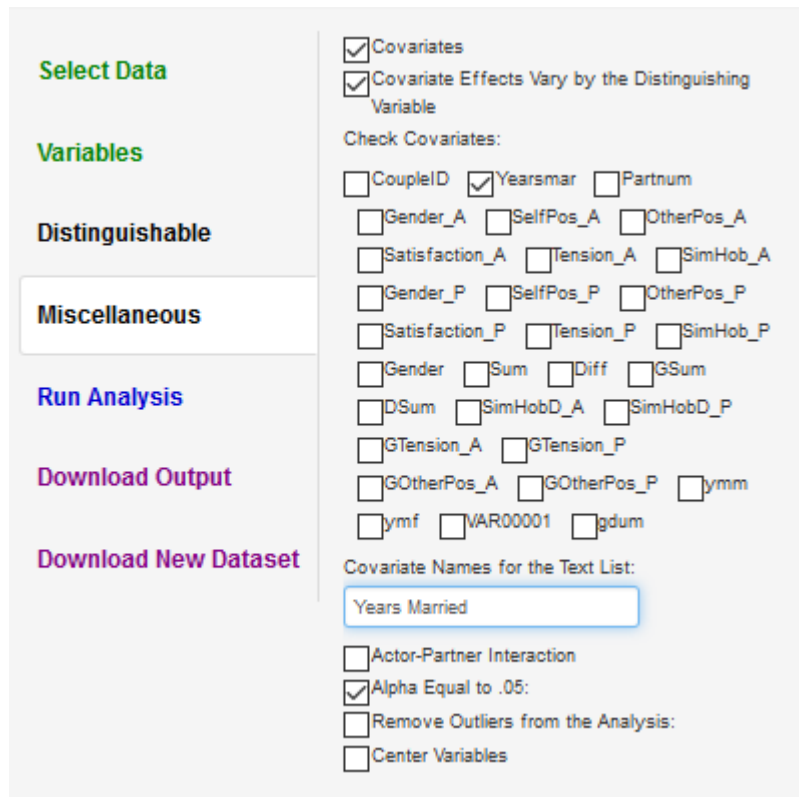 Select Data
Variables
Distinguishable
Miscellaneous
Run Analysis
Download Output
Download New Dataset
Covariates
Covariate Effects Vary by the Distinguishing
Variable
Check Covariates:
CoupleID Yearsmar Partnum
Gender_A SelfPos_A OtherPos_A
Satisfaction_A Tension_A SimHob_A
Gender_P SelfPos_P OtherPos_P
Satisfaction_P Tension_P SimHob_P
Gender Sum Diff GSum
DSum SimHobD_A SimHobD_P
GTension_A GTension_P
GOtherPos_A GOtherPos_P ymm
ymf VAR00001 gdum
Covariate Names for the Text List:
Years Married
Actor-Partner Interaction
Alpha Equal to .05:
Remove Outliers from the Analysis:
Center Variables